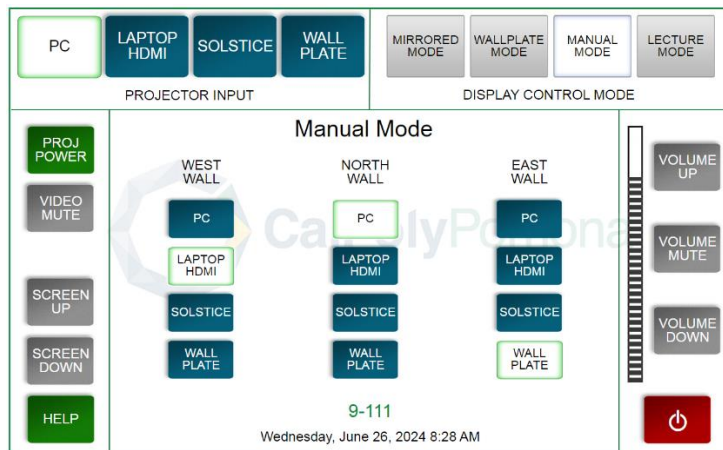 PC
LAPTOP
HDMI
SOLSTICE
WALL
PLATE
PROJECTOR INPUT
MIRRORED
MODE
WALLPLATE
MODE
MANUAL
MODE
LECTURE
MODE
DISPLAY CONTROL MODE
PROJ
POWER
VIDEO
MUTE
SCREEN
UP
SCREEN
DOWN
HELP
Manual Mode
WEST
WALL
PC
LAPTOP
HDMI
SOLSTICE
WALL
PLATE
NORTH
WALL
PC
LAPTOP
HDMI
SOLSTICE
WALL
PLATE
EAST
WALL
PC
LAPTOP
HDMI
SOLSTICE
WALL
PLATE
CalPolyPomona
9-111
Wednesday, June 26, 2024 8:28 AM
VOLUME
UP
VOLUME
MUTE
VOLUME
DOWN